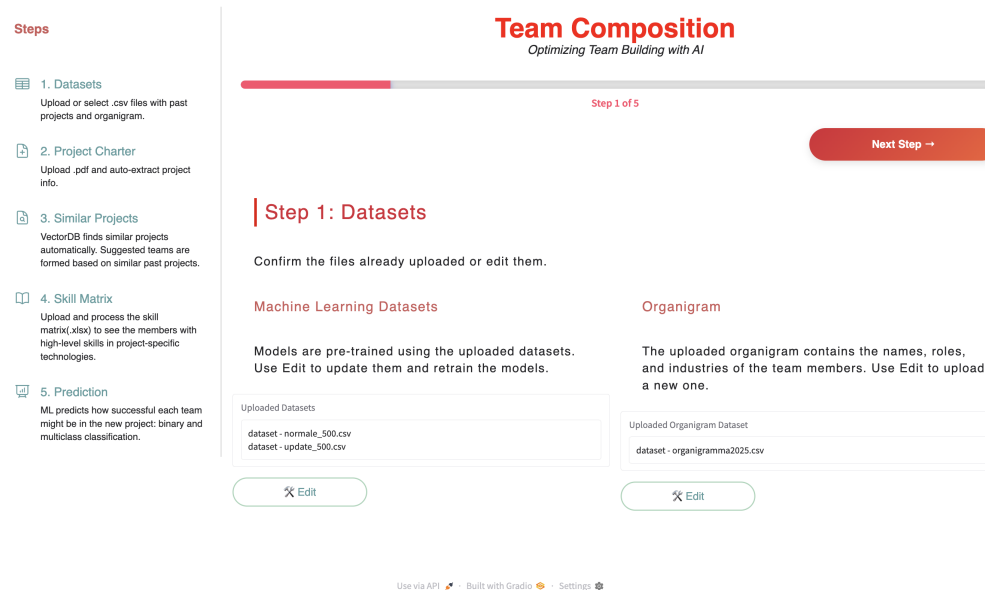 Steps
1. Datasets
Upload or select .csv files with past
projects and organigram.
2. Project Charter
Upload .pdf and auto-extract project
info.
3. Similar Projects
VectorDB finds similar projects
automatically. Suggested teams are
formed based on similar past projects.
4. Skill Matrix
Upload and process the skill
matrix(.xlsx) to see the members with
high-level skills in project-specific
technologies.
5. Prediction
ML predicts how successful each team
might be in the new project: binary and
multiclass classification.
Team Composition
Optimizing Team Building with AI
Step 1 of 5
Next Step →
Step 1: Datasets
Confirm the files already uploaded or edit them.
Machine Learning Datasets
Models are pre-trained using the uploaded datasets.
Use Edit to update them and retrain the models.
Uploaded Datasets
dataset - normale_500.csv
dataset - update_500.csv
🛠 Edit
Organigram
The uploaded organigram contains the names, roles,
and industries of the team members. Use Edit to upload
a new one.
Uploaded Organigram Dataset
dataset - organigramma2025.csv
🛠 Edit
Use via API 🚀 · Built with Gradio · Settings ⚙